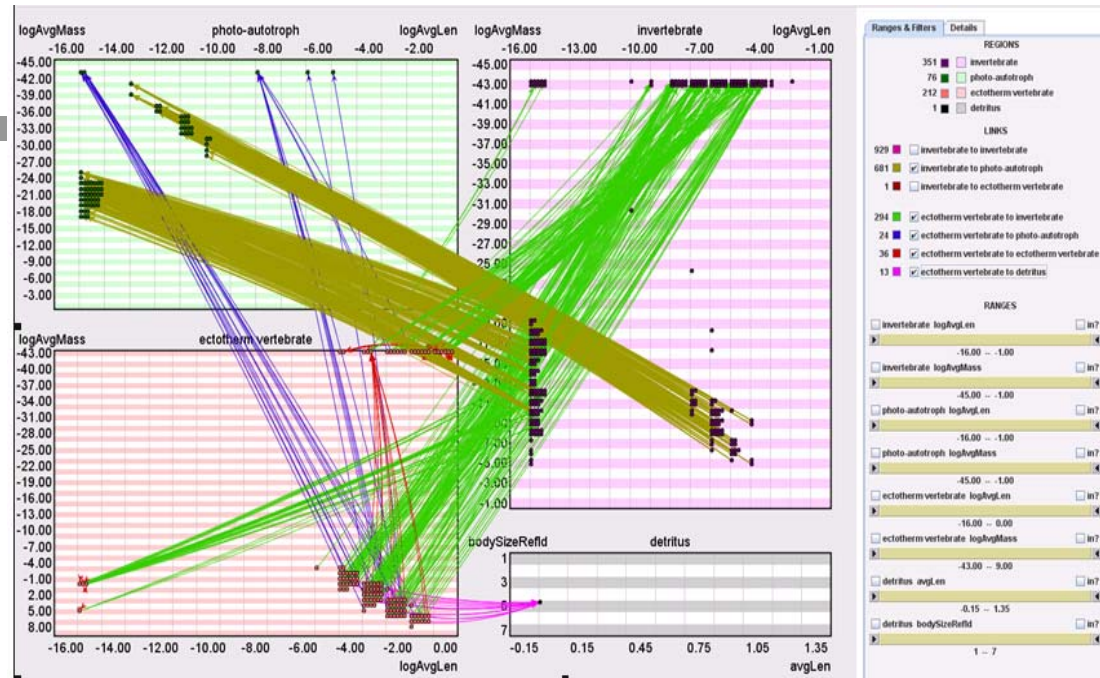 logAvgMass photo-autotroph logAvgLen
-16.00 -14.00 -12.00 -10.00 -8.00 -6.00 -4.00 -2.00
-45.00
-42.00
-39.00
-36.00
-33.00
-30.00
-27.00
-24.00
-21.00
-18.00
-15.00
-12.00
-9.00
-6.00
-3.00
logAvgMass invertebrate logAvgLen
-16.00 -13.00 -10.00 -7.00 -4.00 -1.00
-45.00
-43.00
-41.00
-39.00
-37.00
-35.00
-33.00
-31.00
-29.00
-27.00
-3.00
-1.00
logAvgMass ectotherm vertebrate
-43.00
-40.00
-37.00
-34.00
-31.00
-28.00
-25.00
-22.00
-19.00
-16.00
-13.00
-10.00
-7.00
-4.00
-1.00
2.00
5.00
8.00
-16.00 -14.00 -12.00 -10.00 -8.00 -6.00 -4.00 -2.00 0.00
logAvgLen
bodySizeRefId detritus
1
3
7
-0.15 0.15 0.45 0.75 1.05 1.35
avgLen
Ranges & Filters Details
REGIONS
351 invertebrate
76 photo-autotroph
212 ectotherm vertebrate
1 detritus
LINKS
929 invertebrate to invertebrate
681 invertebrate to photo-autotroph
1 invertebrate to ectotherm vertebrate
294 ectotherm vertebrate to invertebrate
24 ectotherm vertebrate to photo-autotroph
36 ectotherm vertebrate to ectotherm vertebrate
13 ectotherm vertebrate to detritus
RANGES
invertebrate logAvgLen in?
-16.00 -- -1.00
invertebrate logAvgMass in?
-45.00 -- -1.00
photo-autotroph logAvgLen in?
-16.00 -- -1.00
photo-autotroph logAvgMass in?
-45.00 -- -1.00
ectotherm vertebrate logAvgLen in?
-16.00 -- 0.00
ectotherm vertebrate logAvgMass in?
-43.00 -- 9.00
detritus avgLen in?
-0.15 -- 1.35
detritus bodySizeRefId in?
1 -- 7